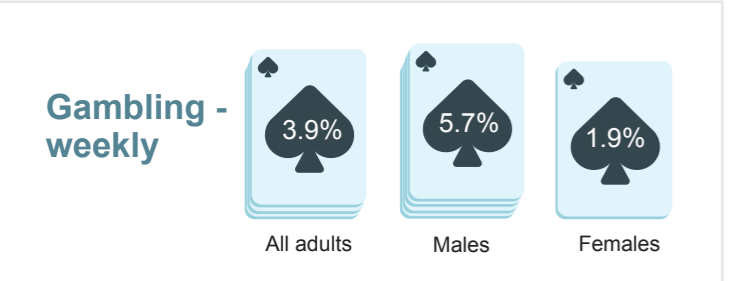 Gambling -
weekly
3.9%
5.7%
1.9%
All adults
Males
Females